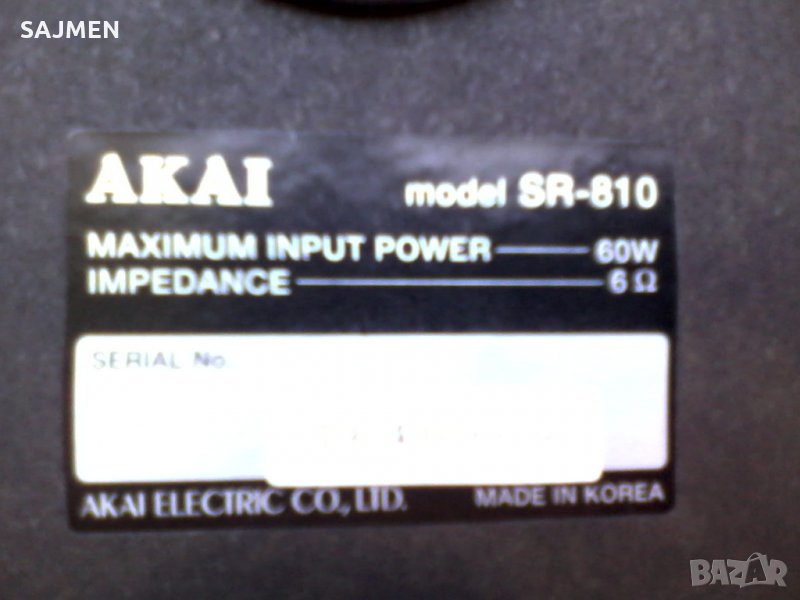 SAJMEN
AKAI model SR-810
MAXIMUM INPUT POWER 60W
IMPEDANCE 6 Ω
SERIAL No.
AKAI ELECTRIC CO., LTD. MADE IN KOREA
BAZAR